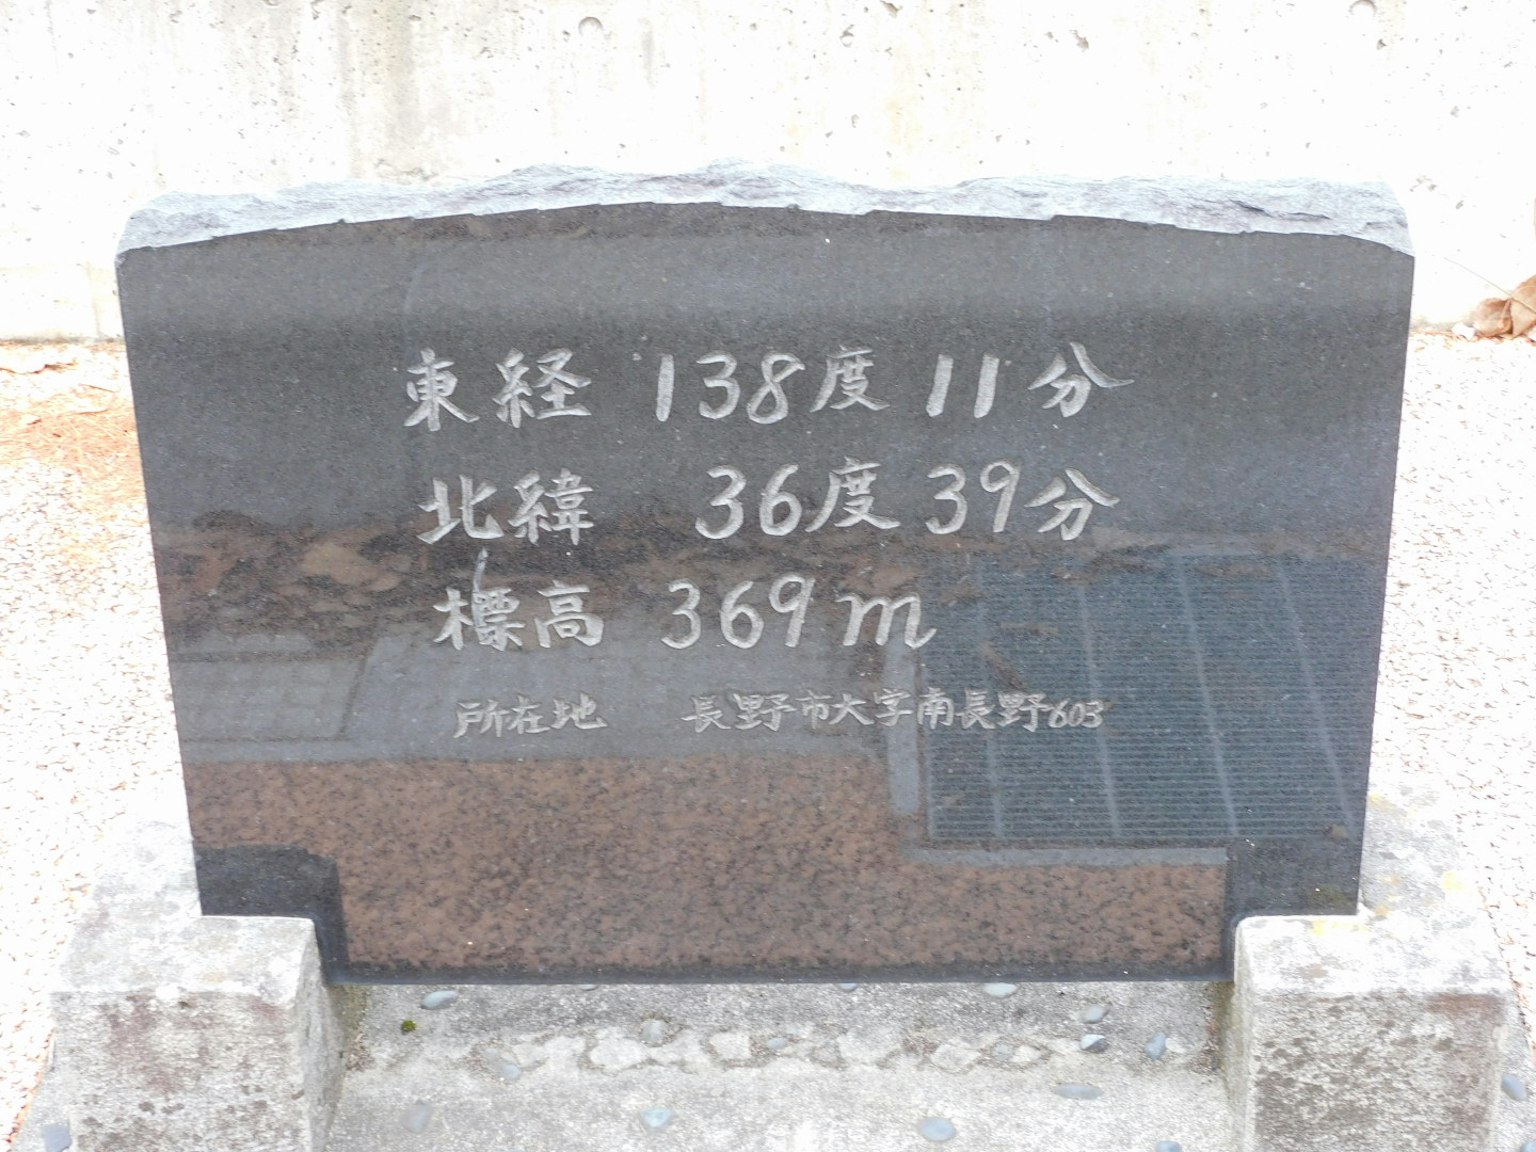 東経 138度 11分
北緯 36度 39分
標高 369m
所在地 長野市大字南長野603